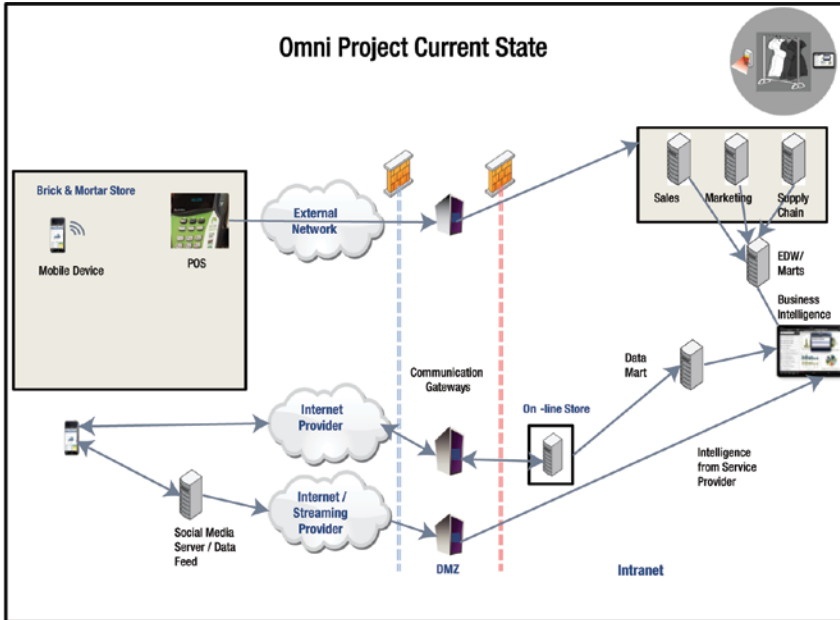 Omni Project Current State
Brick & Mortar Store
Mobile Device
POS
External
Network
Sales
Marketing
Supply
Chain
EDW/
Marts
Business
Intelligence
Data
Mart
Communication
Gateways
On -line Store
Internet
Provider
Intelligence
from Service
Provider
Internet /
Streaming
Provider
Social Media
Server / Data
Feed
DMZ
Intranet